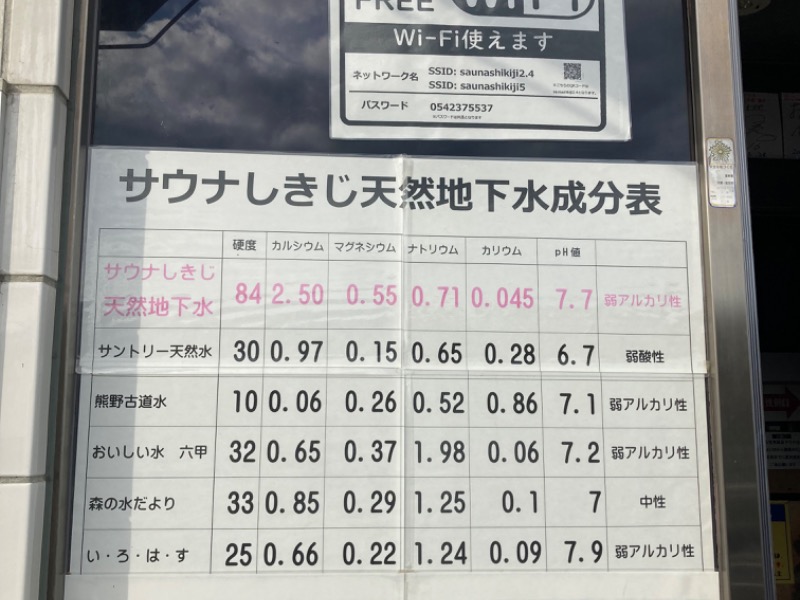 FREE Wi-Fi
Wi-Fi使えます
ネットワーク名 SSID: saunashikiji2.4
SSID: saunashikiji5
パスワード 0542375537
サウナしきじ天然地下水成分表
硬度 カルシウム マグネシウム ナトリウム カリウム pH値
サウナしきじ
天然地下水 84 2.50 0.55 0.71 0.045 7.7 弱アルカリ性
サントリー天然水 30 0.97 0.15 0.65 0.28 6.7 弱酸性
熊野古道水 10 0.06 0.26 0.52 0.86 7.1 弱アルカリ性
おいしい水 六甲 32 0.65 0.37 1.98 0.06 7.2 弱アルカリ性
森の水だより 33 0.85 0.29 1.25 0.1 7 中性
い・ろ・は・す 25 0.66 0.22 1.24 0.09 7.9 弱アルカリ性